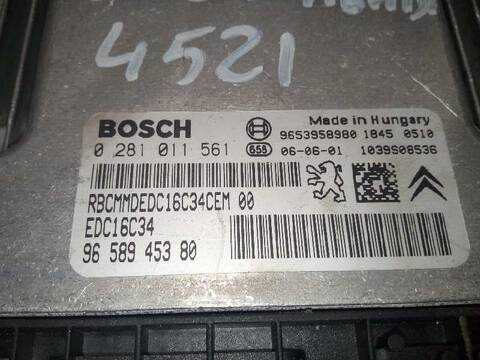 4521
BOSCH
Made in Hungary
9653958980 1845 0510
0 281 011 561
658
06-06-01 1039S08536
RBCMMDEDC16C34CEM 00
EDC16C34
96 589 453 80